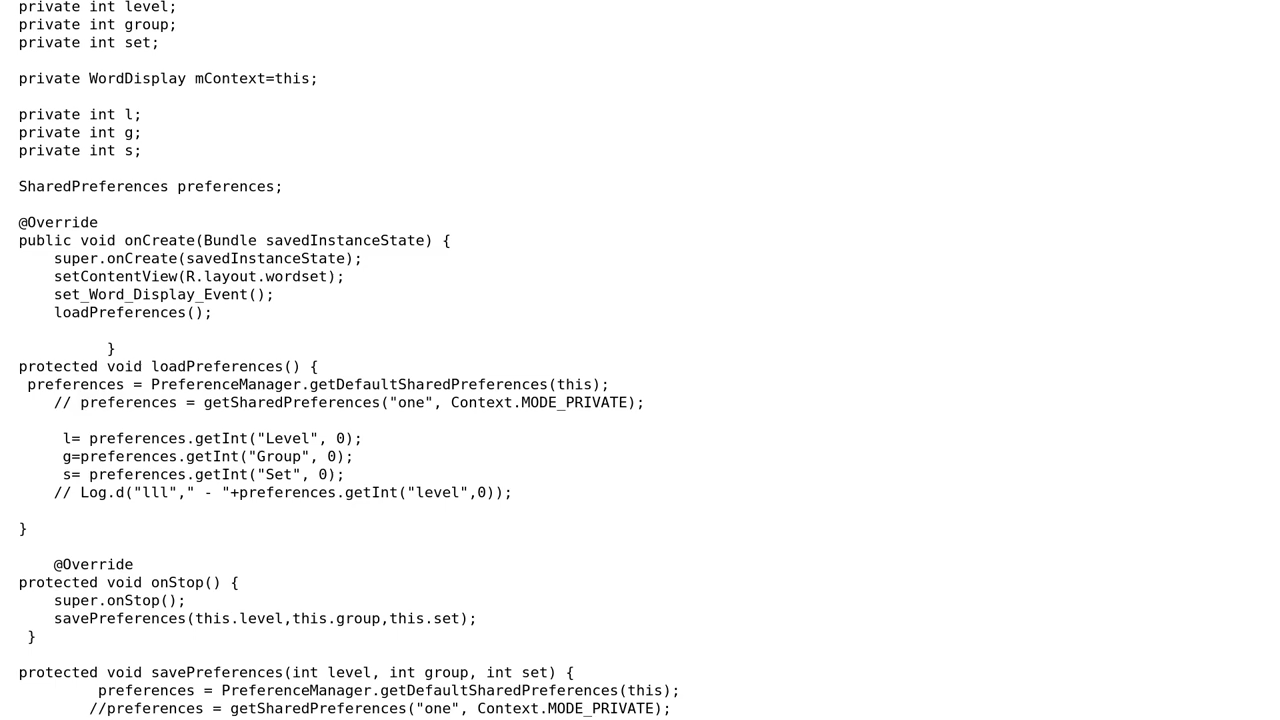 private int level;
private int group;
private int set;
private WordDisplay mContext=this;
private int l;
private int g;
private int s;
SharedPreferences preferences;
@Override
public void onCreate(Bundle savedInstanceState) {
    super.onCreate(savedInstanceState);
    setContentView(R.layout.wordset);
    set_Word_Display_Event();
    loadPreferences();
          }
protected void loadPreferences() {
 preferences = PreferenceManager.getDefaultSharedPreferences(this);
    // preferences = getSharedPreferences("one", Context.MODE_PRIVATE);
     l= preferences.getInt("Level", 0);
     g=preferences.getInt("Group", 0);
     s= preferences.getInt("Set", 0);
    // Log.d("lll"," - "+preferences.getInt("level",0));
}
    @Override
protected void onStop() {
    super.onStop();
    savePreferences(this.level,this.group,this.set);
 }
protected void savePreferences(int level, int group, int set) {
         preferences = PreferenceManager.getDefaultSharedPreferences(this);
        //preferences = getSharedPreferences("one", Context.MODE_PRIVATE);